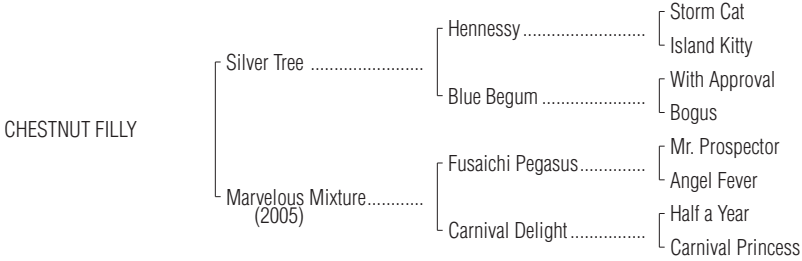 Storm Cat
Hennessy ........................
Island Kitty
Silver Tree ......................
With Approval
Blue Begum ....................
Bogus
CHESTNUT FILLY
Mr. Prospector
Fusaichi Pegasus.............
Angel Fever
Marvelous Mixture...........
(2005)
Half a Year
Carnival Delight...............
Carnival Princess